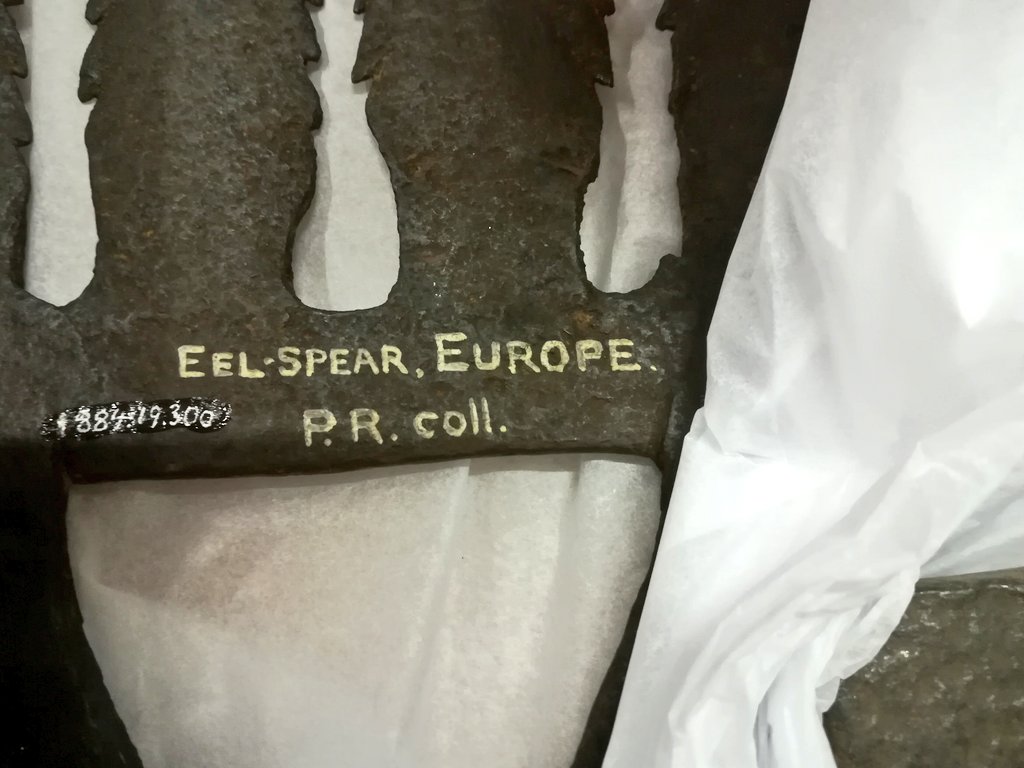 EEL-SPEAR, EUROPE.
1884.19.300
P.R. coll.